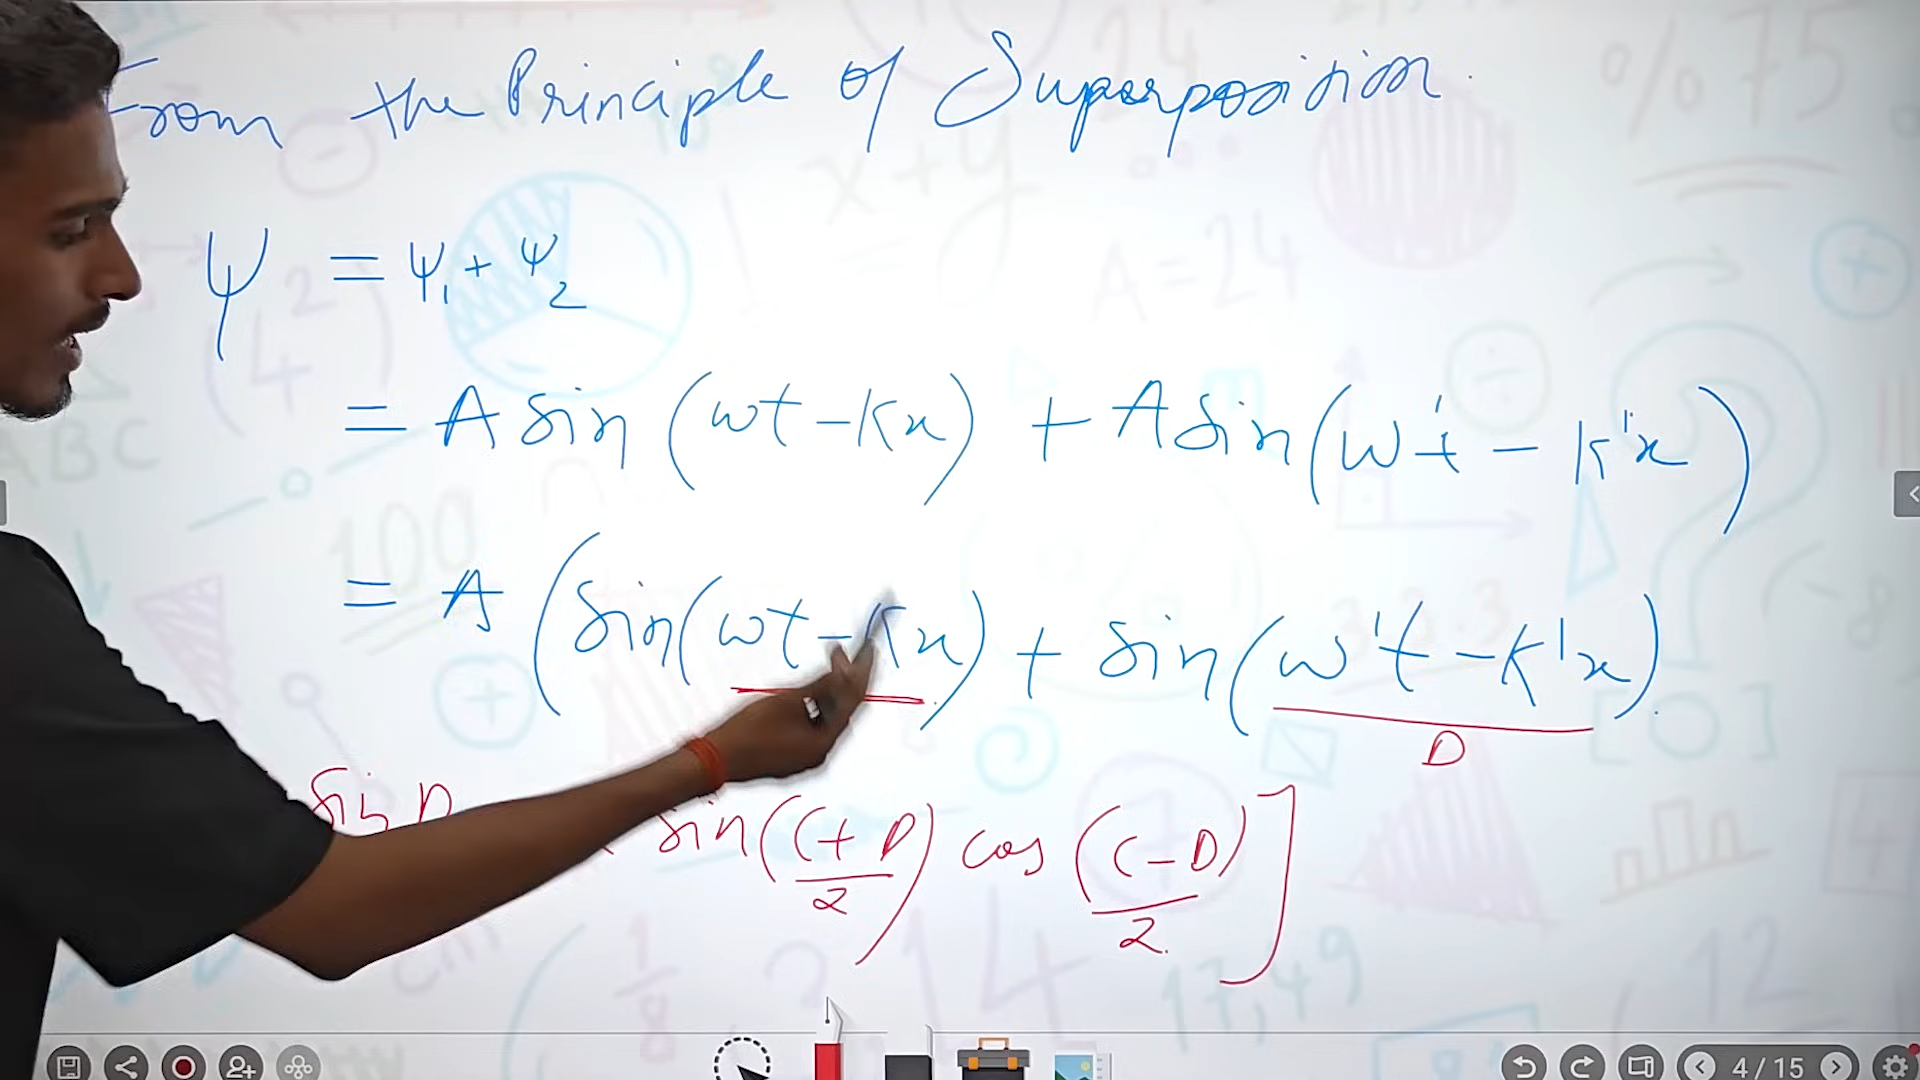 From the Principle of Superposition
ψ = ψ₁ + ψ₂
= A sin (ωt - kx) + A sin (ω't - k'x)
= A (sin(ωt - kx) + sin(ω't - k'x)
D
sin D sin((C+D)/2) cos((C-D)/2)]
4 / 15